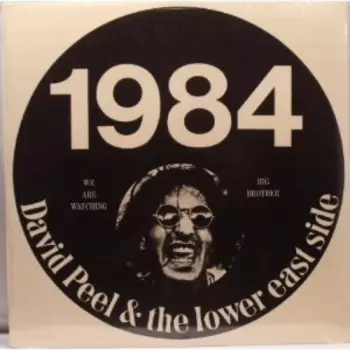 1984
WE
ARE
WATCHING
BIG
BROTHER
David Peel & the lower east side